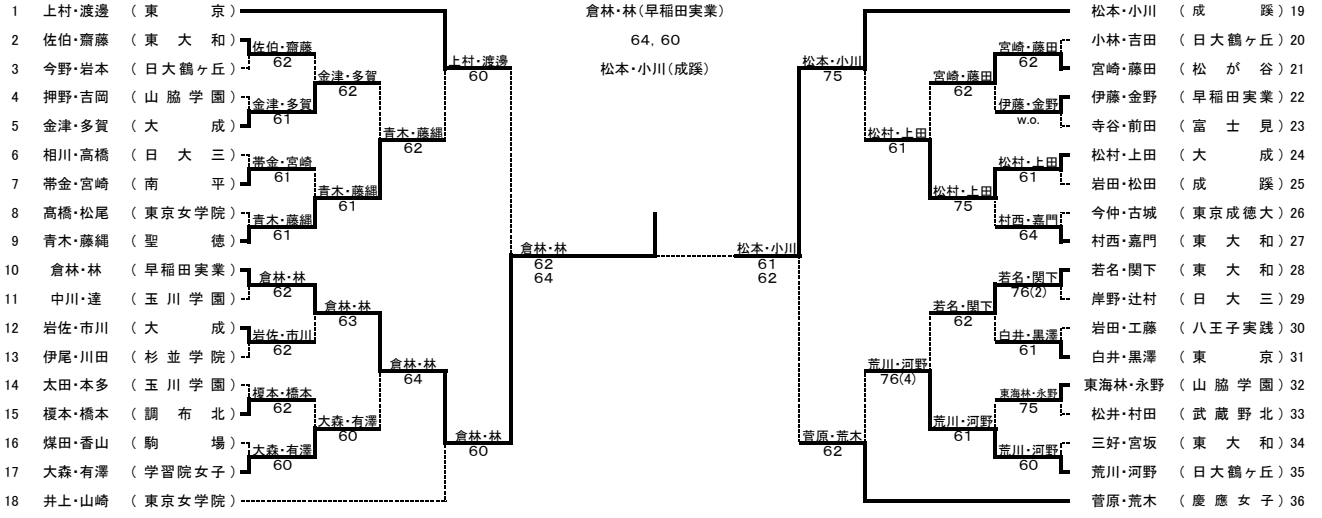 倉林・林(早稲田実業)
64, 60
松本・小川(成蹊)
1 上村・渡邊 (東京)
2 佐伯・齋藤 (東大和)
3 今野・岩本 (日大鶴ヶ丘)
4 押野・吉岡 (山脇学園)
5 金津・多賀 (大成)
6 相川・高橋 (日大三)
7 帯金・宮崎 (南平)
8 髙橋・松尾 (東京女学院)
9 青木・藤縄 (聖徳)
10 倉林・林 (早稲田実業)
11 中川・達 (玉川学園)
12 岩佐・市川 (大成)
13 伊尾・川田 (杉並学院)
14 太田・本多 (玉川学園)
15 榎本・橋本 (調布北)
16 煤田・香山 (駒場)
17 大森・有澤 (学習院女子)
18 井上・山崎 (東京女学院)
佐伯・齋藤
62
金津・多賀
61
帯金・宮崎
61
青木・藤縄
61
倉林・林
62
岩佐・市川
62
榎本・橋本
62
大森・有澤
60
金津・多賀
62
青木・藤縄
61
倉林・林
63
大森・有澤
60
青木・藤縄
62
倉林・林
64
上村・渡邊
60
倉林・林
60
倉林・林
62
64
松本・小川
61
62
松本・小川
75
菅原・荒木
62
松村・上田
61
荒川・河野
76(4)
宮崎・藤田
62
松村・上田
75
若名・関下
62
荒川・河野
61
宮崎・藤田
62
伊藤・金野
w.o.
松村・上田
61
村西・嘉門
64
若名・関下
76(2)
白井・黒澤
61
東海林・永野
75
荒川・河野
60
松本・小川 (成蹊) 19
小林・吉田 (日大鶴ヶ丘) 20
宮崎・藤田 (松が谷) 21
伊藤・金野 (早稲田実業) 22
寺谷・前田 (富士見) 23
松村・上田 (大成) 24
岩田・松田 (成蹊) 25
今仲・古城 (東京成徳大) 26
村西・嘉門 (東大和) 27
若名・関下 (東大和) 28
岸野・辻村 (日大三) 29
岩田・工藤 (八王子実践) 30
白井・黒澤 (東京) 31
東海林・永野 (山脇学園) 32
松井・村田 (武蔵野北) 33
三好・宮坂 (東大和) 34
荒川・河野 (日大鶴ヶ丘) 35
菅原・荒木 (慶應女子) 36